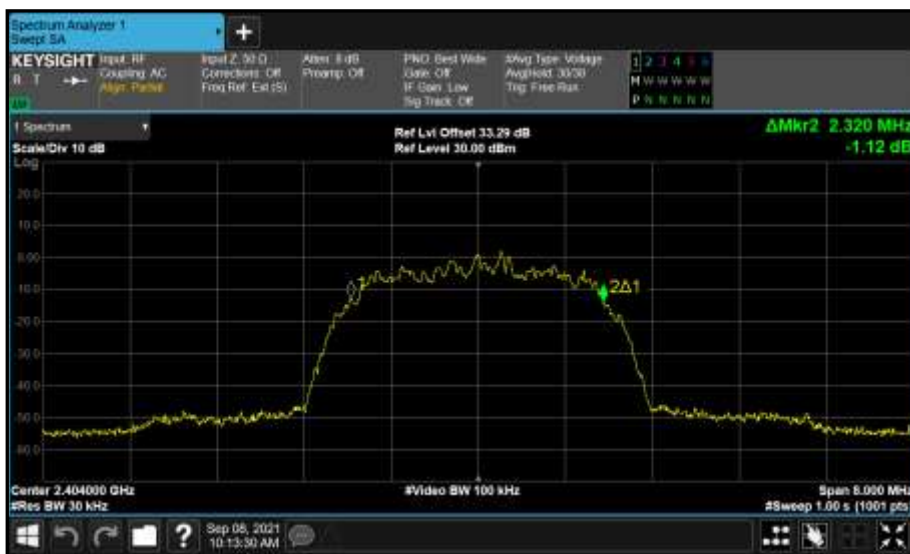 Spectrum Analyzer 1
Swept SA
+
KEYSIGHT
R T
Input: RF
Coupling: AC
Align: Partial
Input Z: 50 Ω
Corrections: Off
Freq Ref: Ext (S)
Atten: 8 dB
Preamp: Off
PNO: Best Wide
Gate: Off
IF Gain: Low
Sig Track: Off
#Avg Type: Voltage
Avg|Hold: 30/30
Trig: Free Run
1 2 3 4 5 6
M W W W W W
P N N N N N
1 Spectrum
Scale/Div 10 dB
Ref Lvl Offset 33.29 dB
Ref Level 30.00 dBm
ΔMkr2 2.320 MHz
-1.12 dB
Log
20.0
10.0
0.00
-10.0
-20.0
-30.0
-40.0
-50.0
-60.0
2Δ1
Center 2.404000 GHz
#Res BW 30 kHz
#Video BW 100 kHz
Span 8.000 MHz
#Sweep 1.00 s (1001 pts)
?
Sep 08, 2021
10:13:30 AM